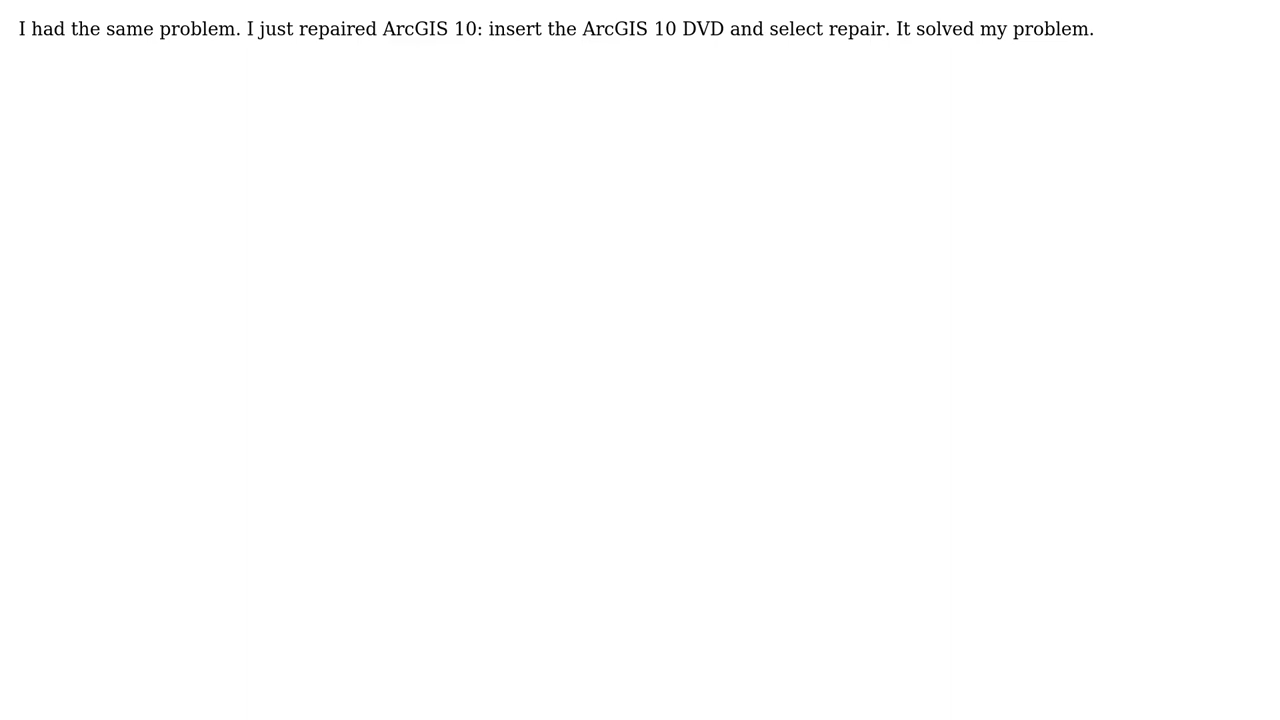 I had the same problem. I just repaired ArcGIS 10: insert the ArcGIS 10 DVD and select repair. It solved my problem.